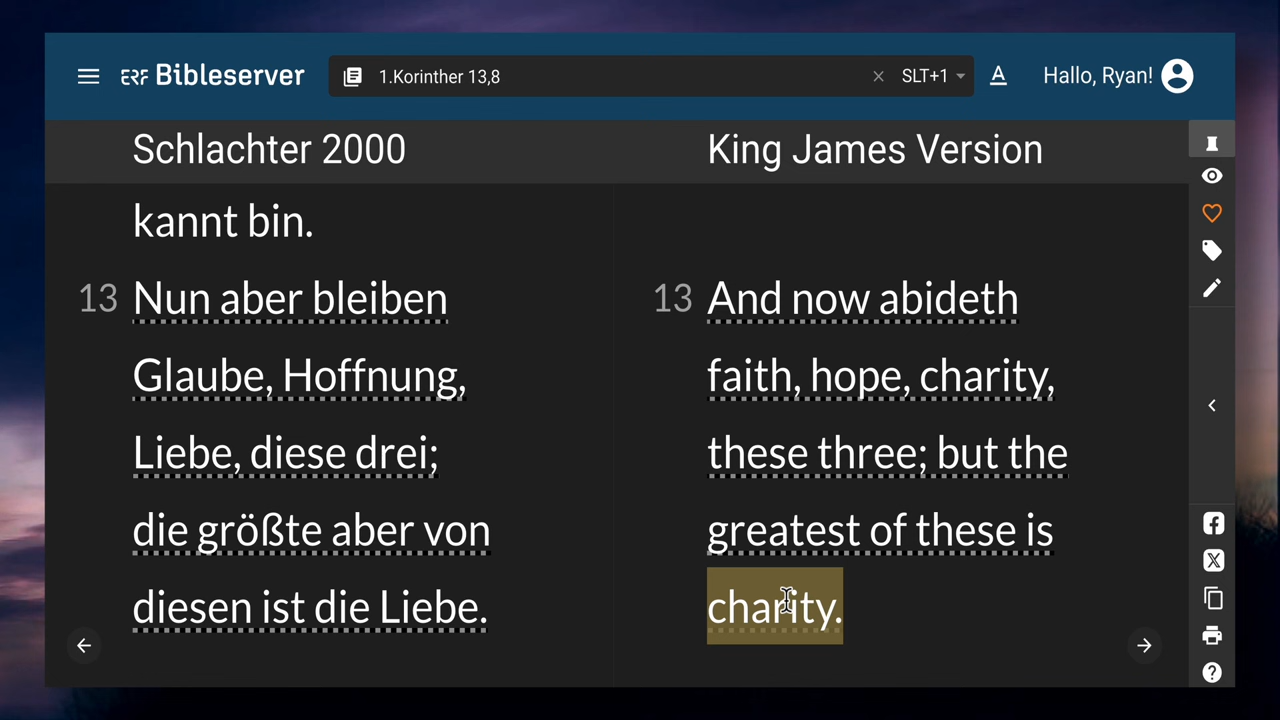 ERF Bibleserver
1.Korinther 13,8
SLT+1
A
Hallo, Ryan!
Schlachter 2000
King James Version
kannt bin.
13 Nun aber bleiben
Glaube, Hoffnung,
Liebe, diese drei;
die größte aber von
diesen ist die Liebe.
13 And now abideth
faith, hope, charity,
these three; but the
greatest of these is
charity.